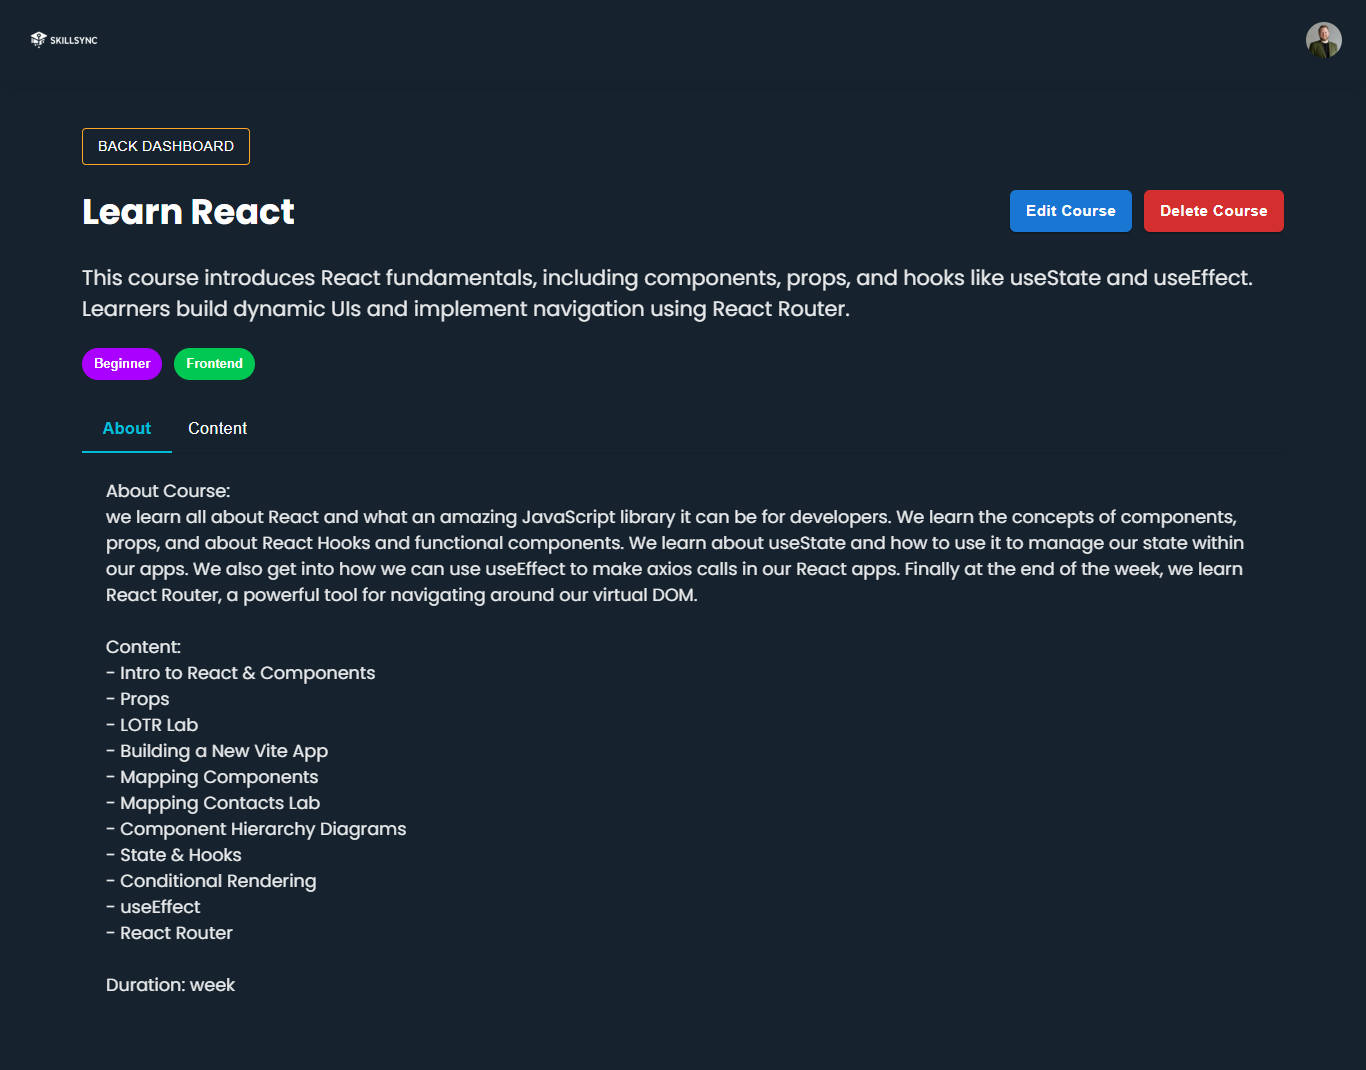 SKILLSYNC
BACK DASHBOARD
Learn React
Edit Course
Delete Course
This course introduces React fundamentals, including components, props, and hooks like useState and useEffect.
Learners build dynamic UIs and implement navigation using React Router.
Beginner
Frontend
About
Content
About Course:
we learn all about React and what an amazing JavaScript library it can be for developers. We learn the concepts of components,
props, and about React Hooks and functional components. We learn about useState and how to use it to manage our state within
our apps. We also get into how we can use useEffect to make axios calls in our React apps. Finally at the end of the week, we learn
React Router, a powerful tool for navigating around our virtual DOM.
Content:
- Intro to React & Components
- Props
- LOTR Lab
- Building a New Vite App
- Mapping Components
- Mapping Contacts Lab
- Component Hierarchy Diagrams
- State & Hooks
- Conditional Rendering
- useEffect
- React Router
Duration: week